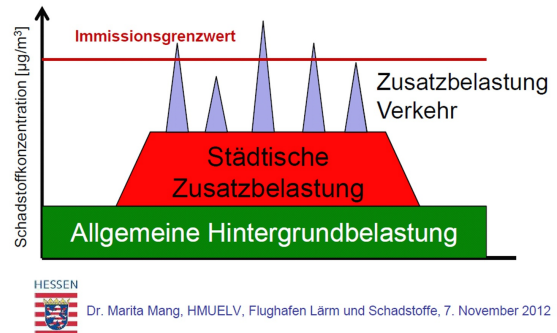 Schadstoffkonzentration [µg/m³]
Immissionsgrenzwert
Zusatzbelastung
Verkehr
Städtische
Zusatzbelastung
Allgemeine Hintergrundbelastung
HESSEN
Dr. Marita Mang, HMUELV, Flughafen Lärm und Schadstoffe, 7. November 2012